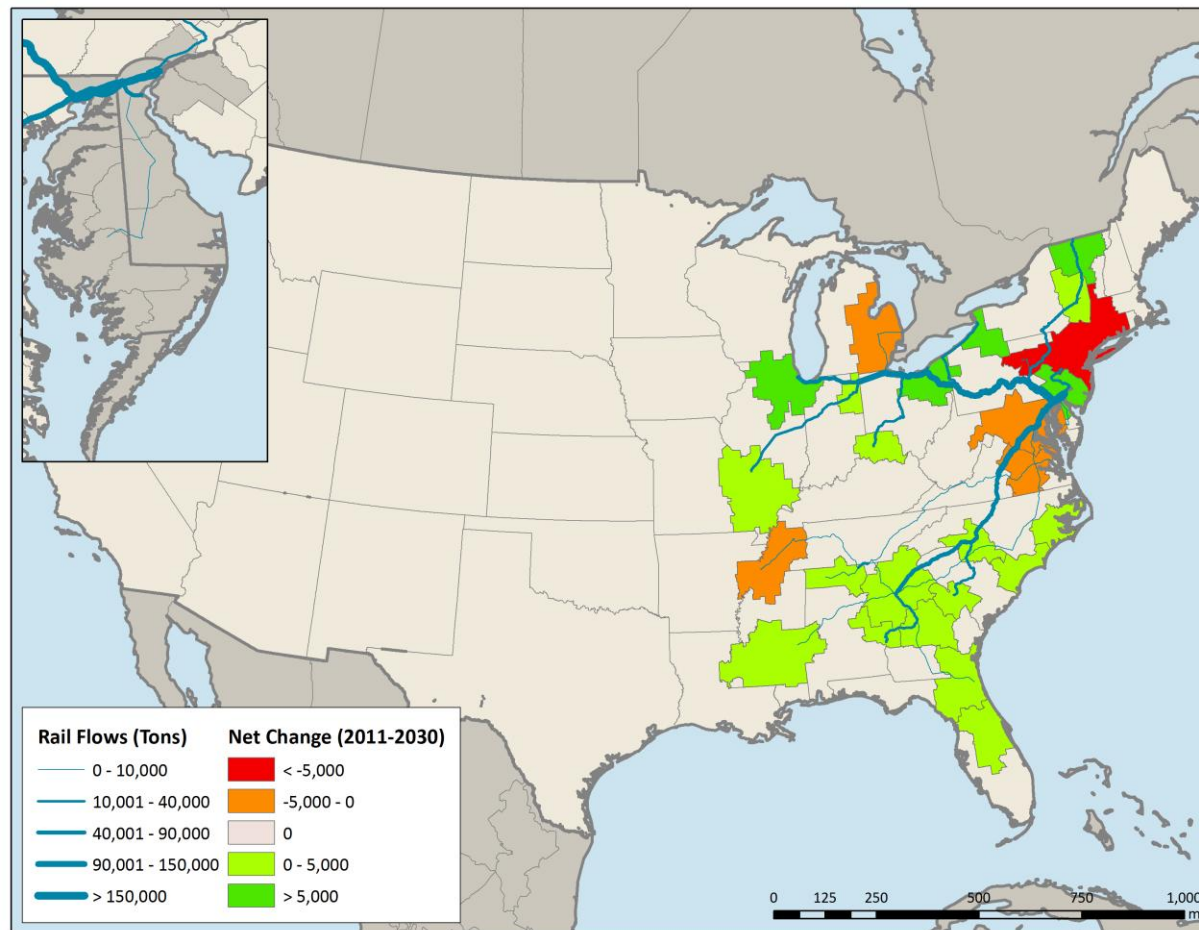 Rail Flows (Tons)
0 - 10,000
10,001 - 40,000
40,001 - 90,000
90,001 - 150,000
> 150,000
Net Change (2011-2030)
< -5,000
-5,000 - 0
0
0 - 5,000
> 5,000
0 125 250 500 750 1,000